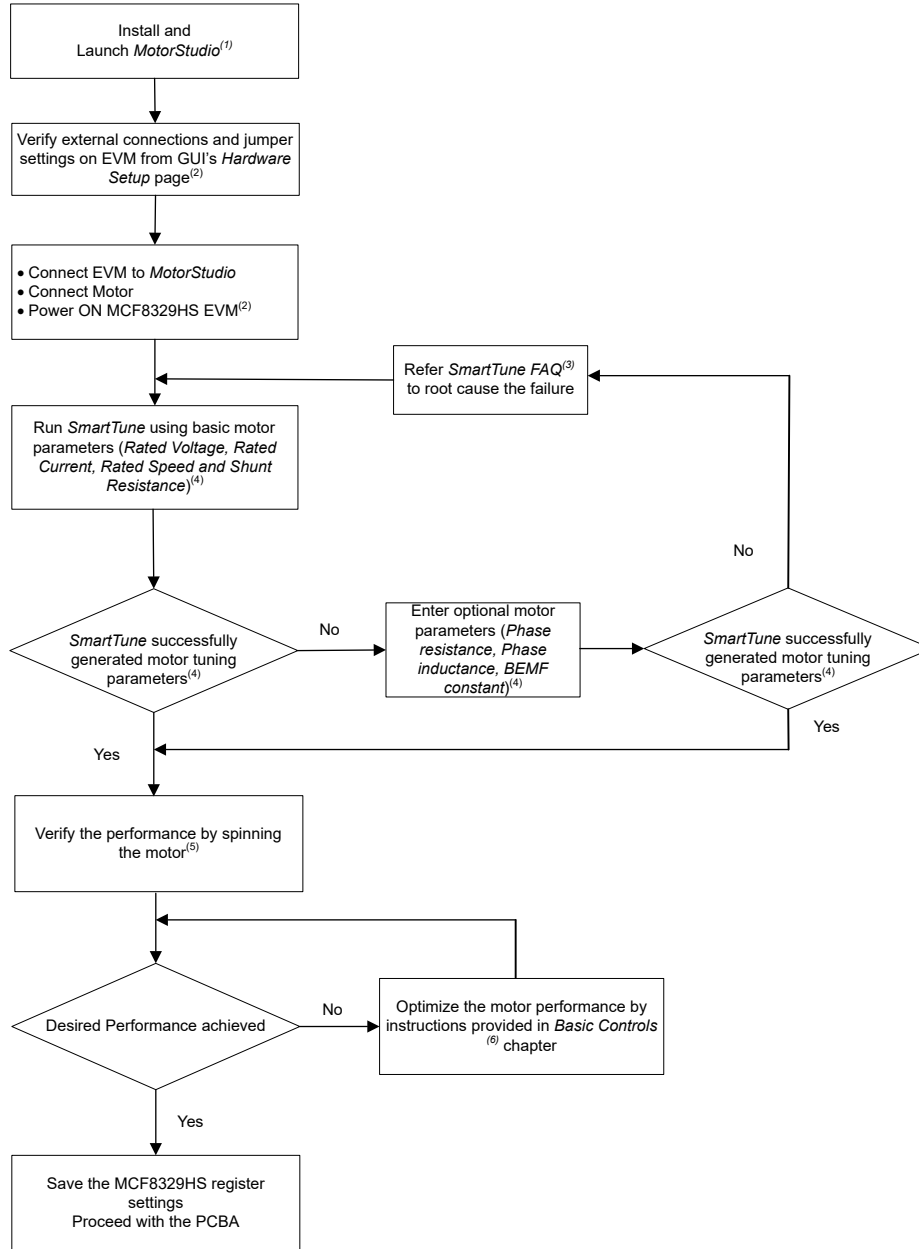 Install and
Launch MotorStudio(1)
Verify external connections and jumper
settings on EVM from GUI's Hardware
Setup page(2)
• Connect EVM to MotorStudio
• Connect Motor
• Power ON MCF8329HS EVM(2)
Refer SmartTune FAQ(3)
to root cause the failure
Run SmartTune using basic motor
parameters (Rated Voltage, Rated
Current, Rated Speed and Shunt
Resistance)(4)
No
SmartTune successfully
generated motor tuning
parameters(4)
No
Enter optional motor
parameters (Phase
resistance, Phase
inductance, BEMF
constant)(4)
SmartTune successfully
generated motor tuning
parameters(4)
Yes
Yes
Verify the performance by spinning
the motor(5)
Desired Performance achieved
No
Optimize the motor performance by
instructions provided in Basic Controls
(6) chapter
Yes
Save the MCF8329HS register
settings
Proceed with the PCBA